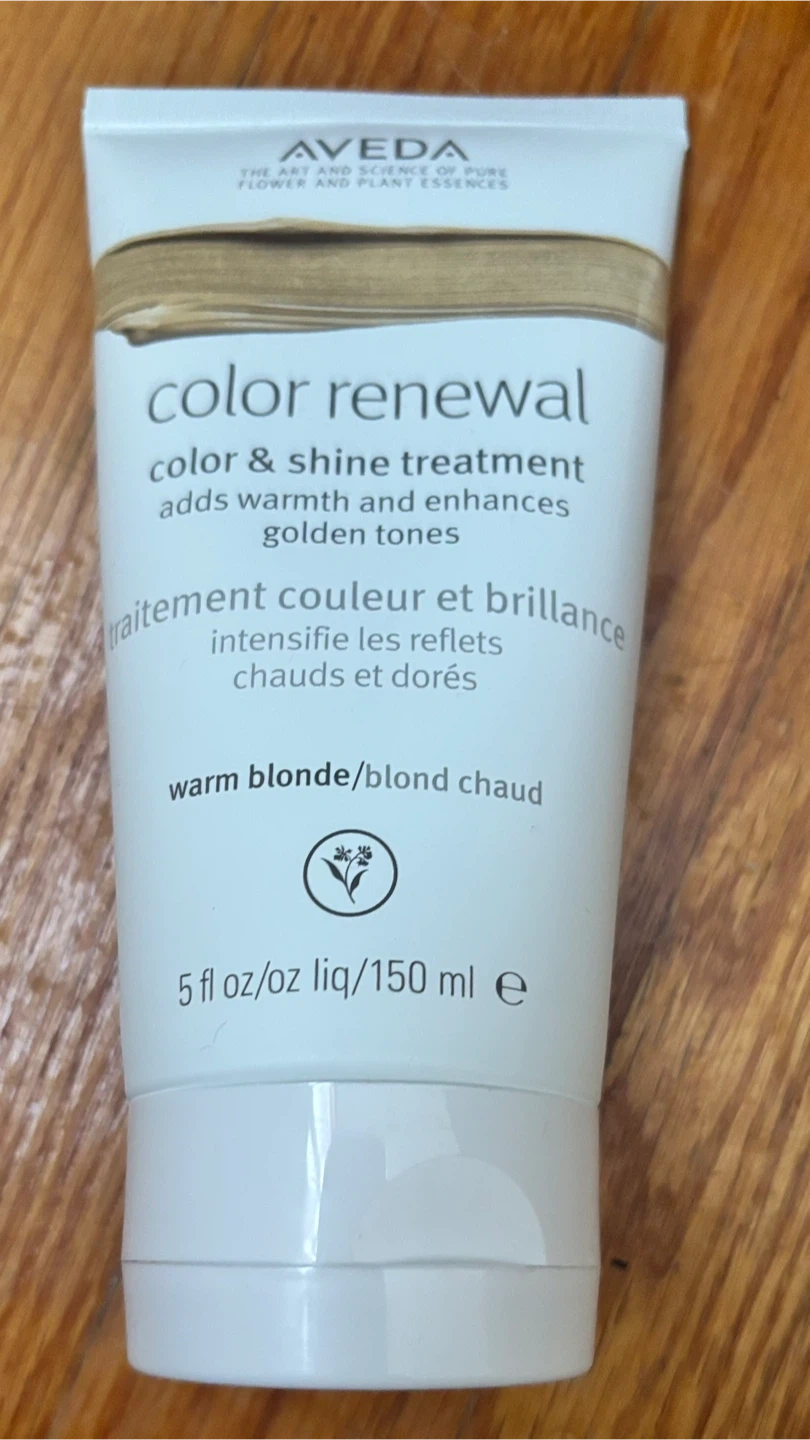 AVEDA
THE ART AND SCIENCE OF PURE
FLOWER AND PLANT ESSENCES
color renewal
color & shine treatment
adds warmth and enhances
golden tones
traitement couleur et brillance
intensifie les reflets
chauds et dorés
warm blonde/blond chaud
5 fl oz/oz liq/150 ml ℮